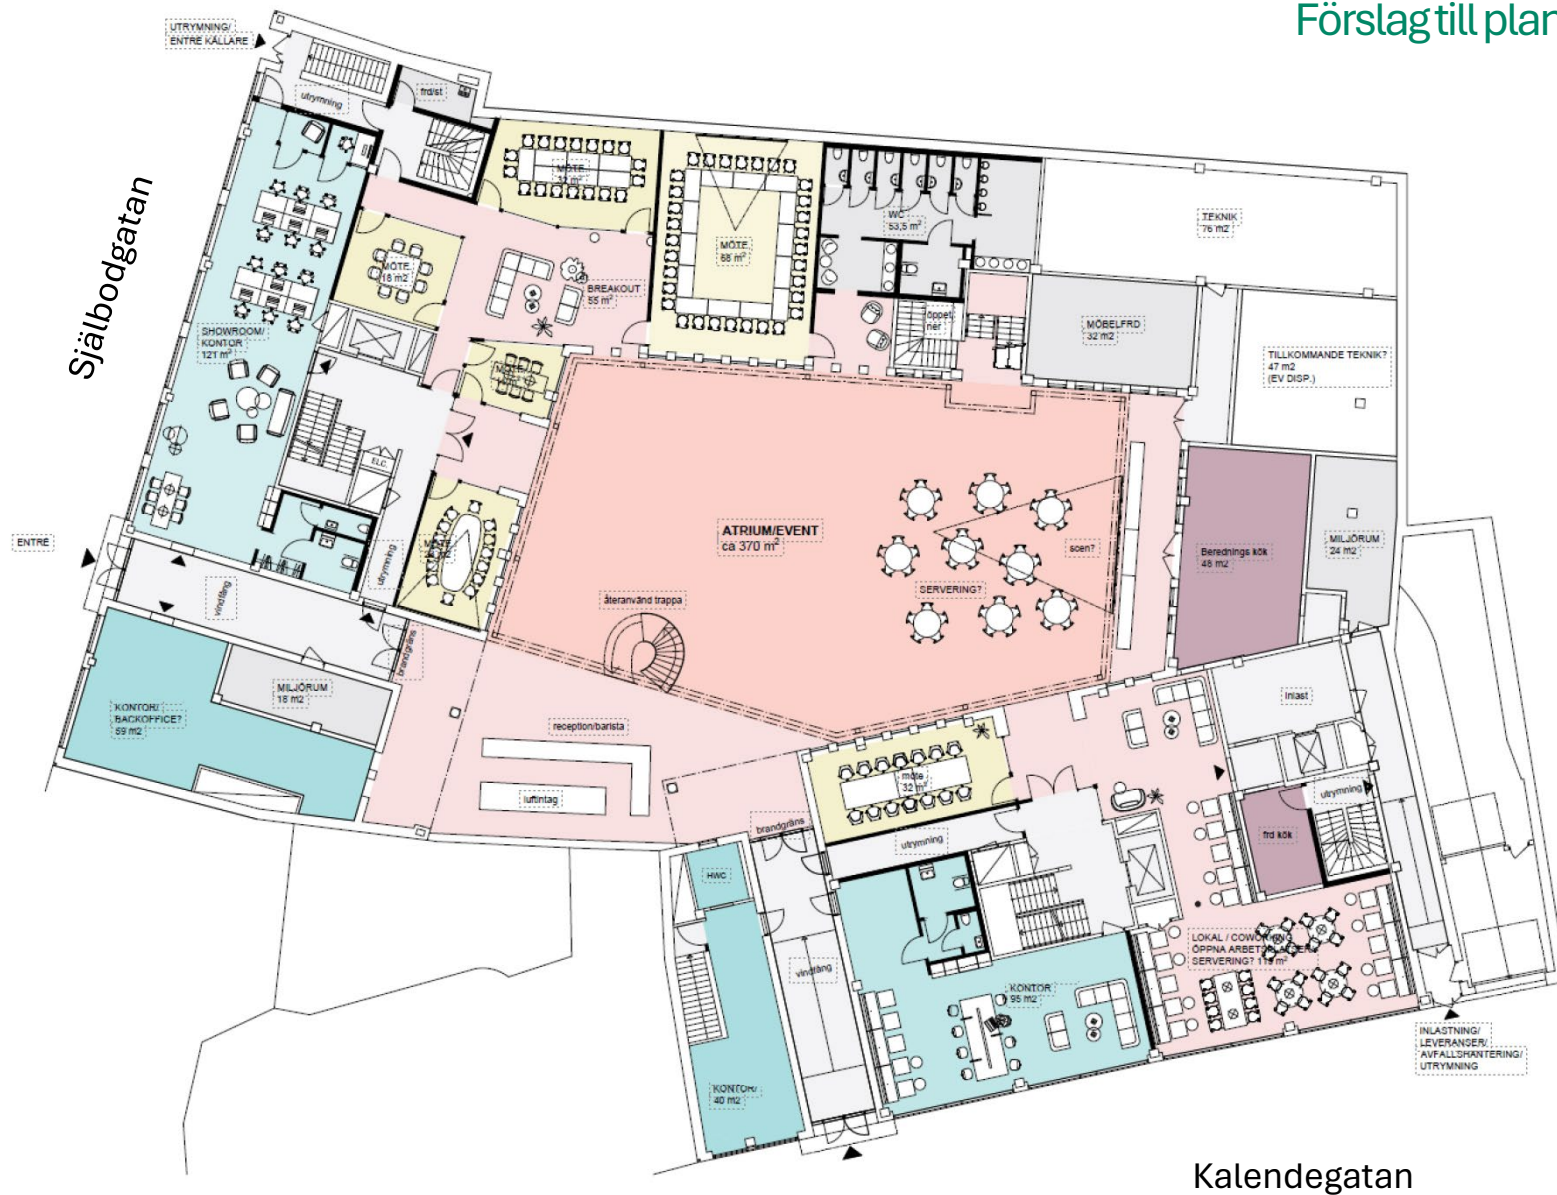 Förslag till plan
UTRYMNING/
ENTRE KÄLLARE
utrymning
frd/st
Själbodgatan
MÖTE
MÖTE
68 m²
WC
53,5 m²
TEKNIK
76 m2
MÖTE
18 m2
BREAKOUT
55 m²
SHOWROOM/
KONTOR
121 m²
MÖBELFRD
32 m2
TILLKOMMANDE TEKNIK?
47 m2
(EV DISP.)
ELC.
ENTRÉ
ATRIUM/EVENT
ca 370 m²
scen?
SERVERING?
Berednings kök
48 m2
MILJÖRUM
24 m2
vindfång
utrymning
återanvänd trappa
brandgräns
MILJÖRUM
18 m2
KONTOR/
BACKOFFICE?
59 m2
reception/barista
luftintag
inlast
möte
32 m²
utrymning
brandgräns
utrymning
frd kök
HWC
vindfång
LOKAL / COWORKING
ÖPPNA ARBETSPLATSER/
SERVERING?
KONTOR
95 m2
KONTOR/
40 m2
INLASTNING/
LEVERANSER/
AVFALLSHANTERING/
UTRYMNING
Kalendegatan